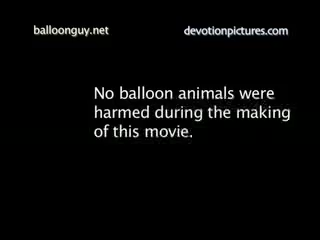 balloonguy.net
devotionpictures.com
No balloon animals were
harmed during the making
of this movie.